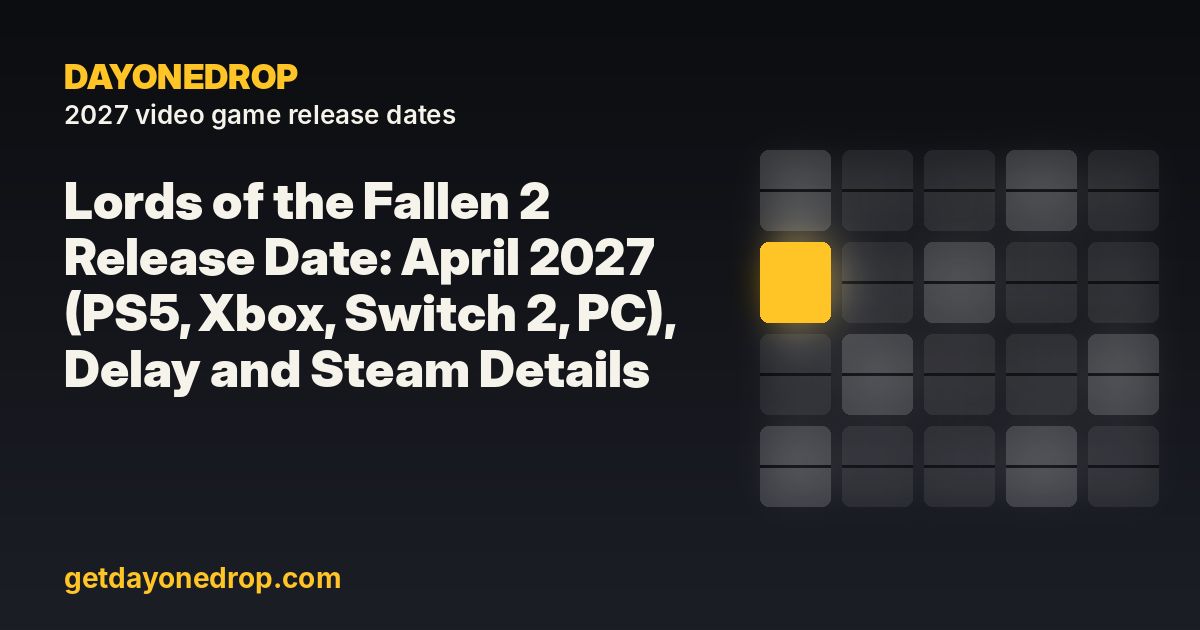 DAYONEDROP
2027 video game release dates
Lords of the Fallen 2
Release Date: April 2027
(PS5, Xbox, Switch 2, PC),
Delay and Steam Details
getdayonedrop.com